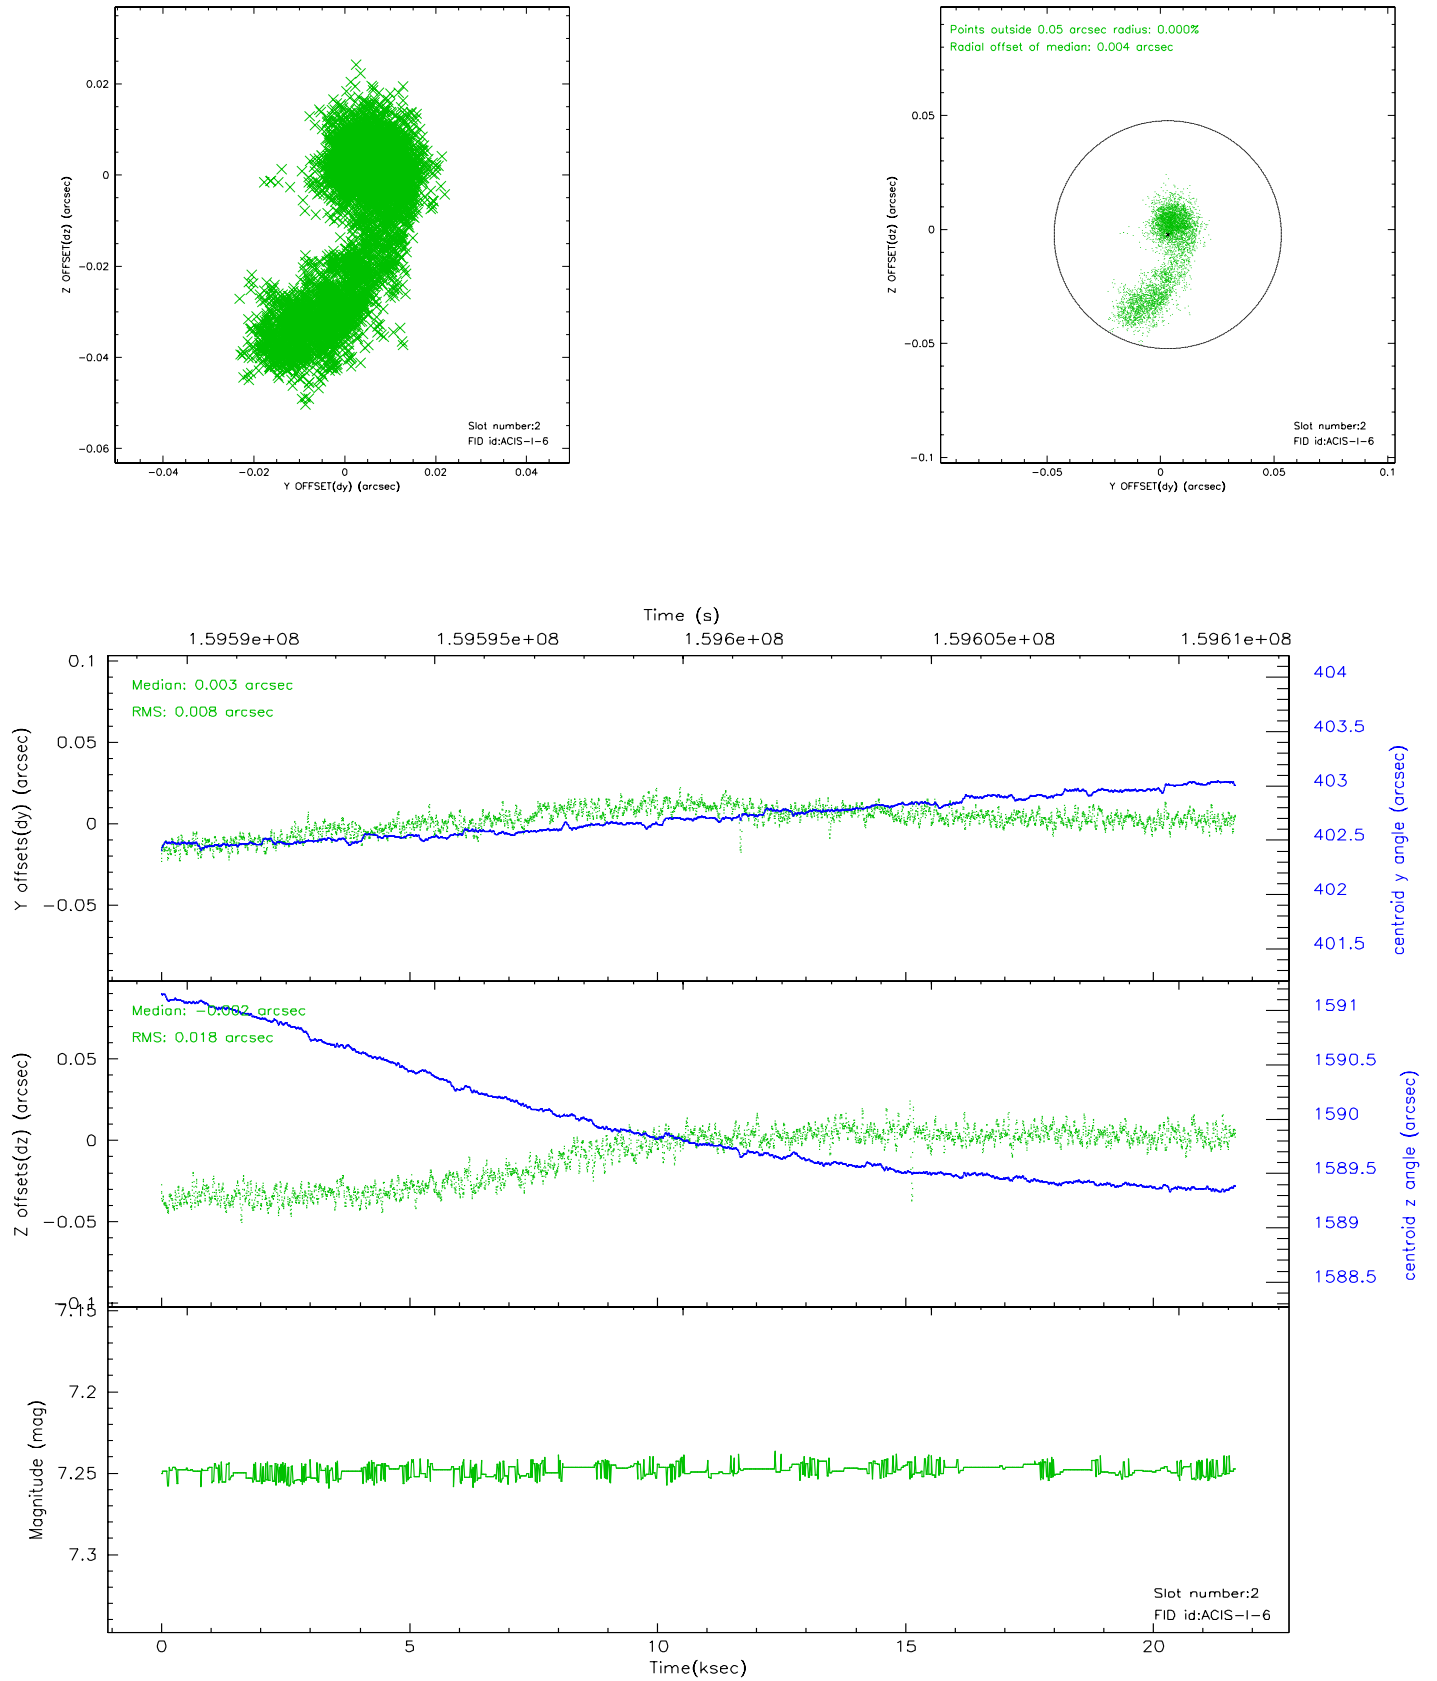 0.02
0
-0.02
-0.04
-0.06
Z OFFSET(dz) (arcsec)
-0.04 -0.02 0 0.02 0.04
Y OFFSET(dy) (arcsec)
Slot number:2
FID id:ACIS-I-6
Points outside 0.05 arcsec radius: 0.000%
Radial offset of median: 0.004 arcsec
0.05
0
-0.05
-0.1
Z OFFSET(dz) (arcsec)
-0.05 0 0.05 0.1
Y OFFSET(dy) (arcsec)
Slot number:2
FID id:ACIS-I-6
Time (s)
1.5959e+08 1.59595e+08 1.596e+08 1.59605e+08 1.5961e+08
Median: 0.003 arcsec
RMS: 0.008 arcsec
0.1
0.05
0
-0.05
Y offsets(dy) (arcsec)
404
403.5
403
402.5
402
401.5
centroid y angle (arcsec)
Median: -0.002 arcsec
RMS: 0.018 arcsec
0.05
0
-0.05
-0.1
Z offsets(dz) (arcsec)
1591
1590.5
1590
1589.5
1589
1588.5
centroid z angle (arcsec)
7.15
7.2
7.25
7.3
Magnitude (mag)
Slot number:2
FID id:ACIS-I-6
0 5 10 15 20
Time(ksec)